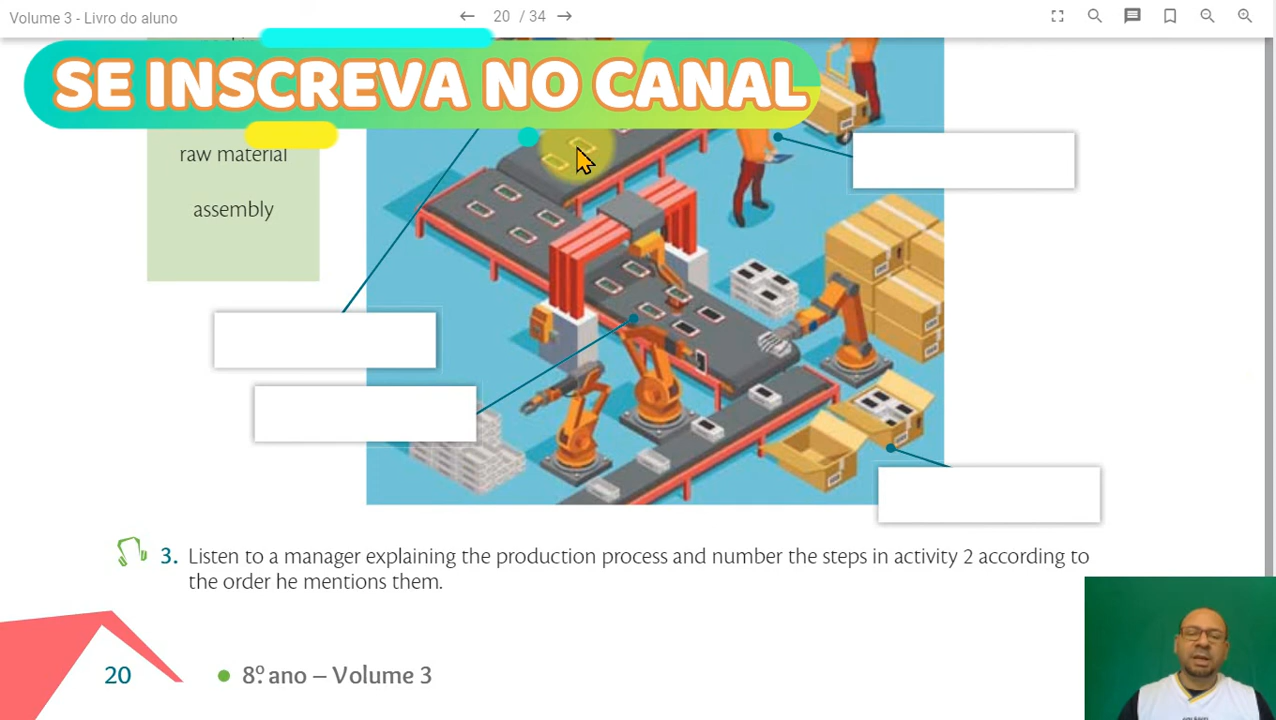 Volume 3 - Livro do aluno
20 / 34
SE INSCREVA NO CANAL
raw material
assembly
3. Listen to a manager explaining the production process and number the steps in activity 2 according to
the order he mentions them.
20
8º. ano – Volume 3